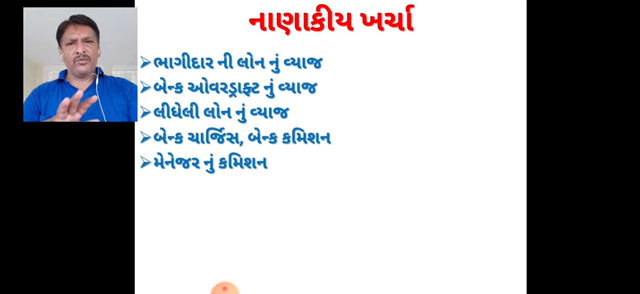 નાણાકીય ખર્ચા
➢ભાગીદાર ની લોન નું વ્યાજ
➢બેન્ક ઓવરડ્રાફ્ટ નું વ્યાજ
➢લીધેલી લોન નું વ્યાજ
➢બેન્ક ચાર્જિસ, બેન્ક કમિશન
➢મેનેજર નું કમિશન